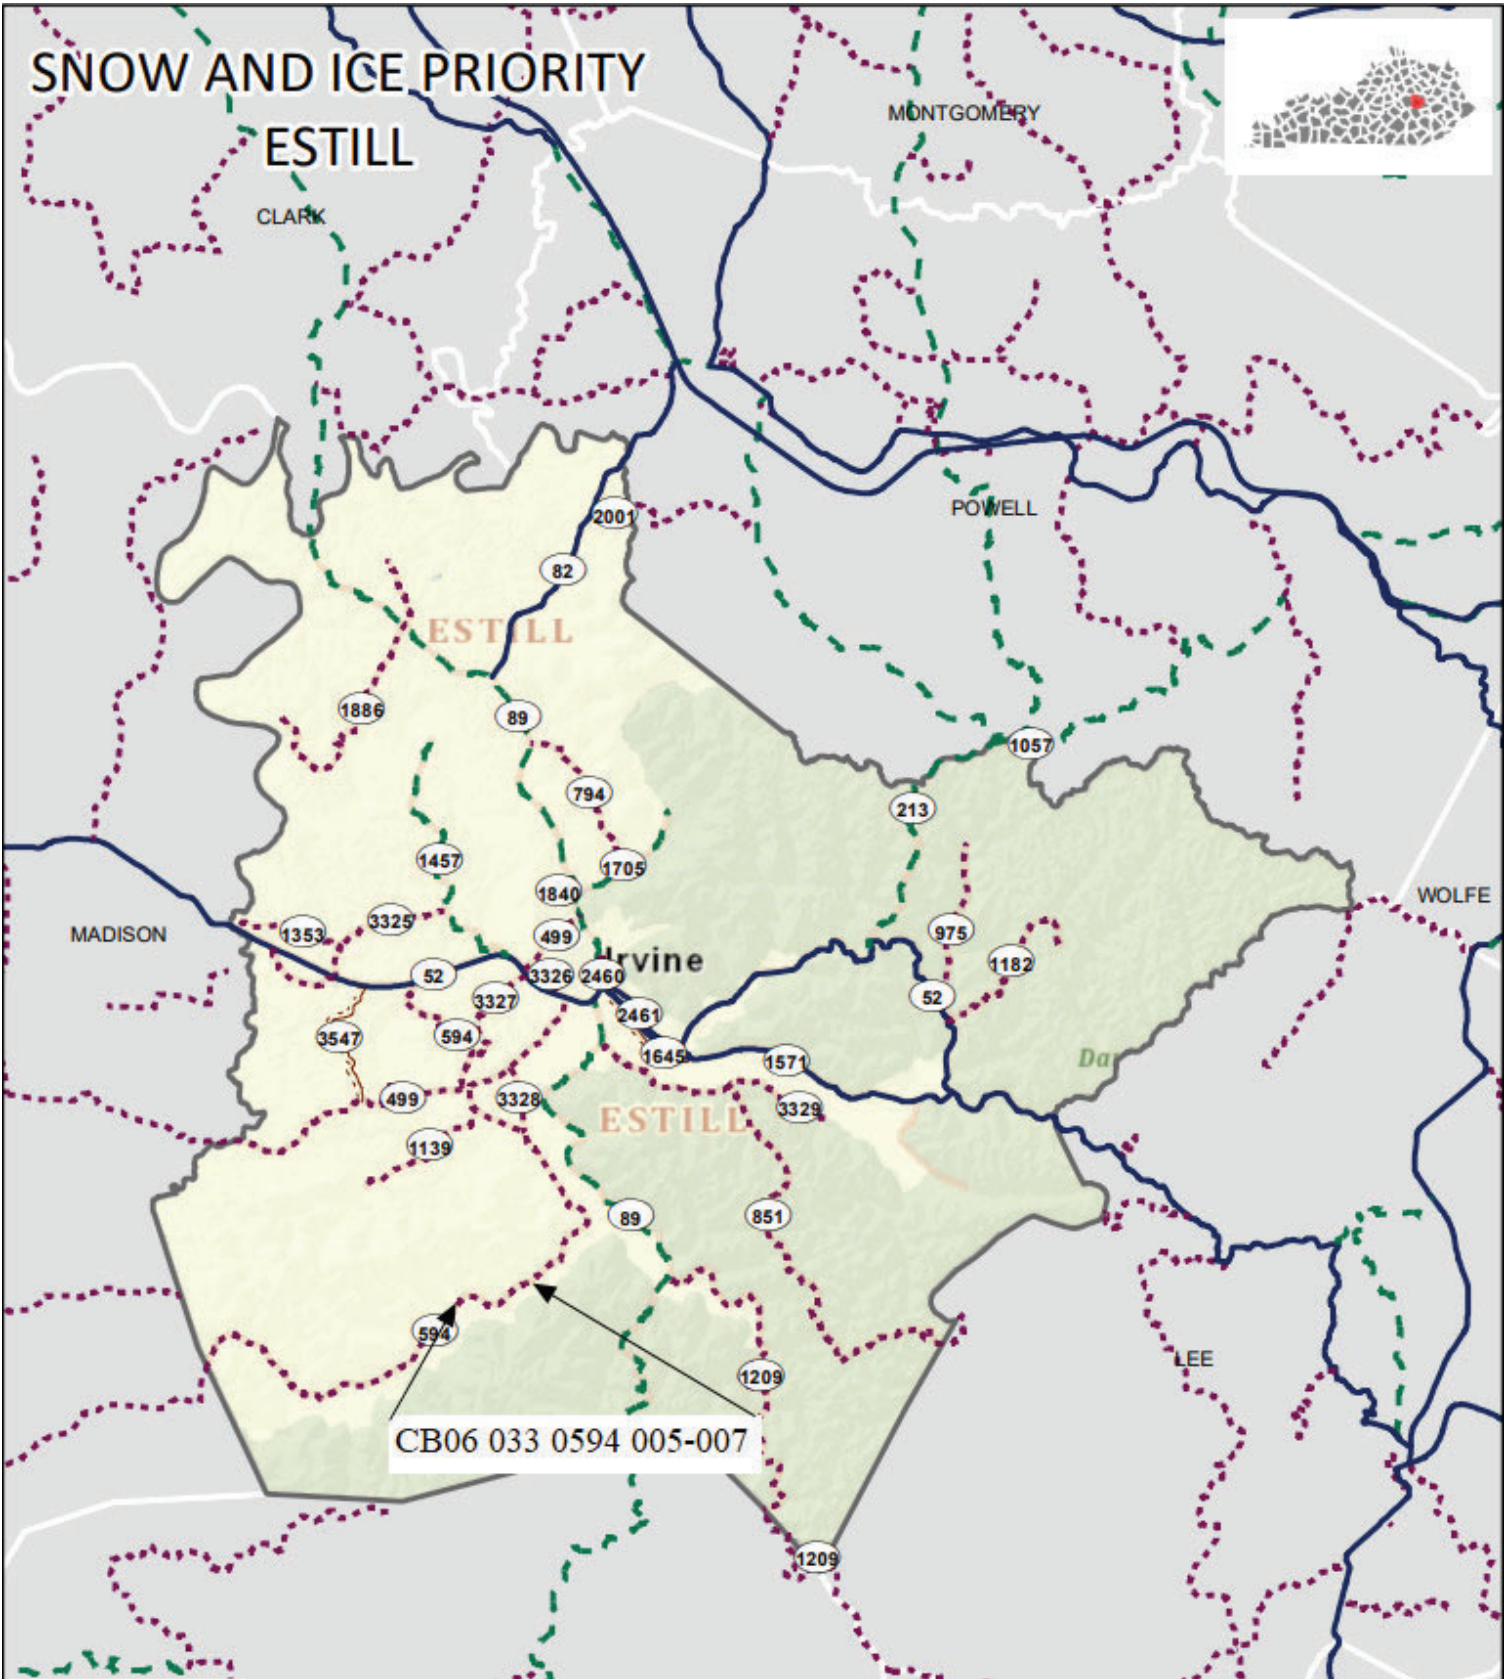 SNOW AND ICE PRIORITY
ESTILL
MONTGOMERY
CLARK
POWELL
2001
82
ESTILL
1886
89
1057
794
213
1457
1705
1840
WOLFE
MADISON
1353
3325
499
975
Irvine
1182
52
3326
2460
3327
52
2461
3547
594
1645
1571
Da
499
3328
3329
ESTILL
1139
89
851
594
LEE
1209
CB06 033 0594 005-007
1209